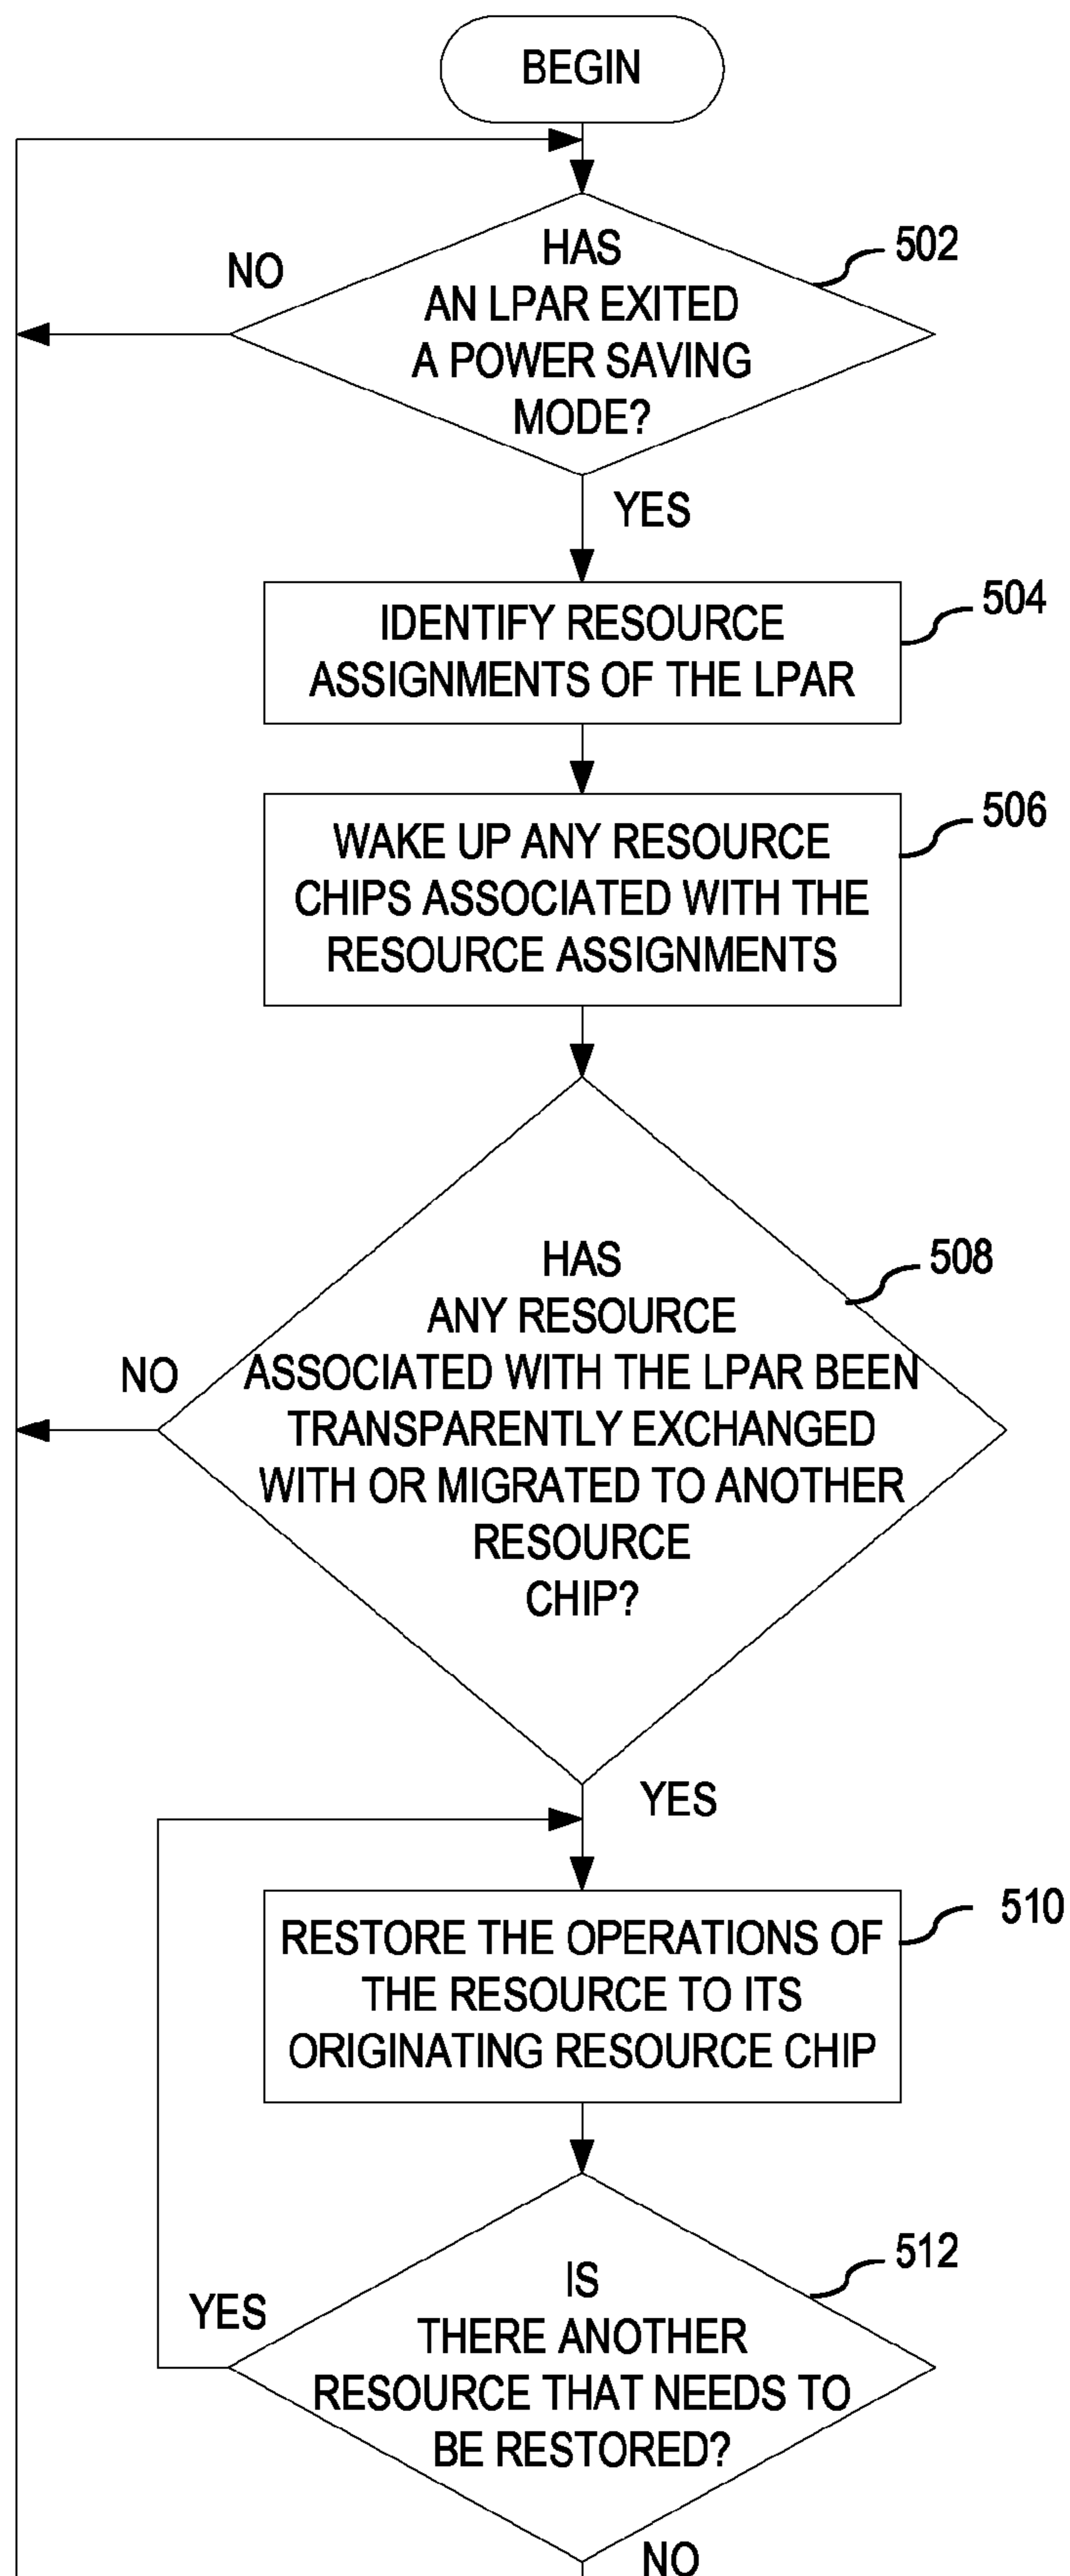 BEGIN
502
NO
HAS
AN LPAR EXITED
A POWER SAVING
MODE?
YES
504
IDENTIFY RESOURCE
ASSIGNMENTS OF THE LPAR
506
WAKE UP ANY RESOURCE
CHIPS ASSOCIATED WITH THE
RESOURCE ASSIGNMENTS
508
NO
HAS
ANY RESOURCE
ASSOCIATED WITH THE LPAR BEEN
TRANSPARENTLY EXCHANGED
WITH OR MIGRATED TO ANOTHER
RESOURCE
CHIP?
YES
510
RESTORE THE OPERATIONS OF
THE RESOURCE TO ITS
ORIGINATING RESOURCE CHIP
512
YES
IS
THERE ANOTHER
RESOURCE THAT NEEDS TO
BE RESTORED?
NO